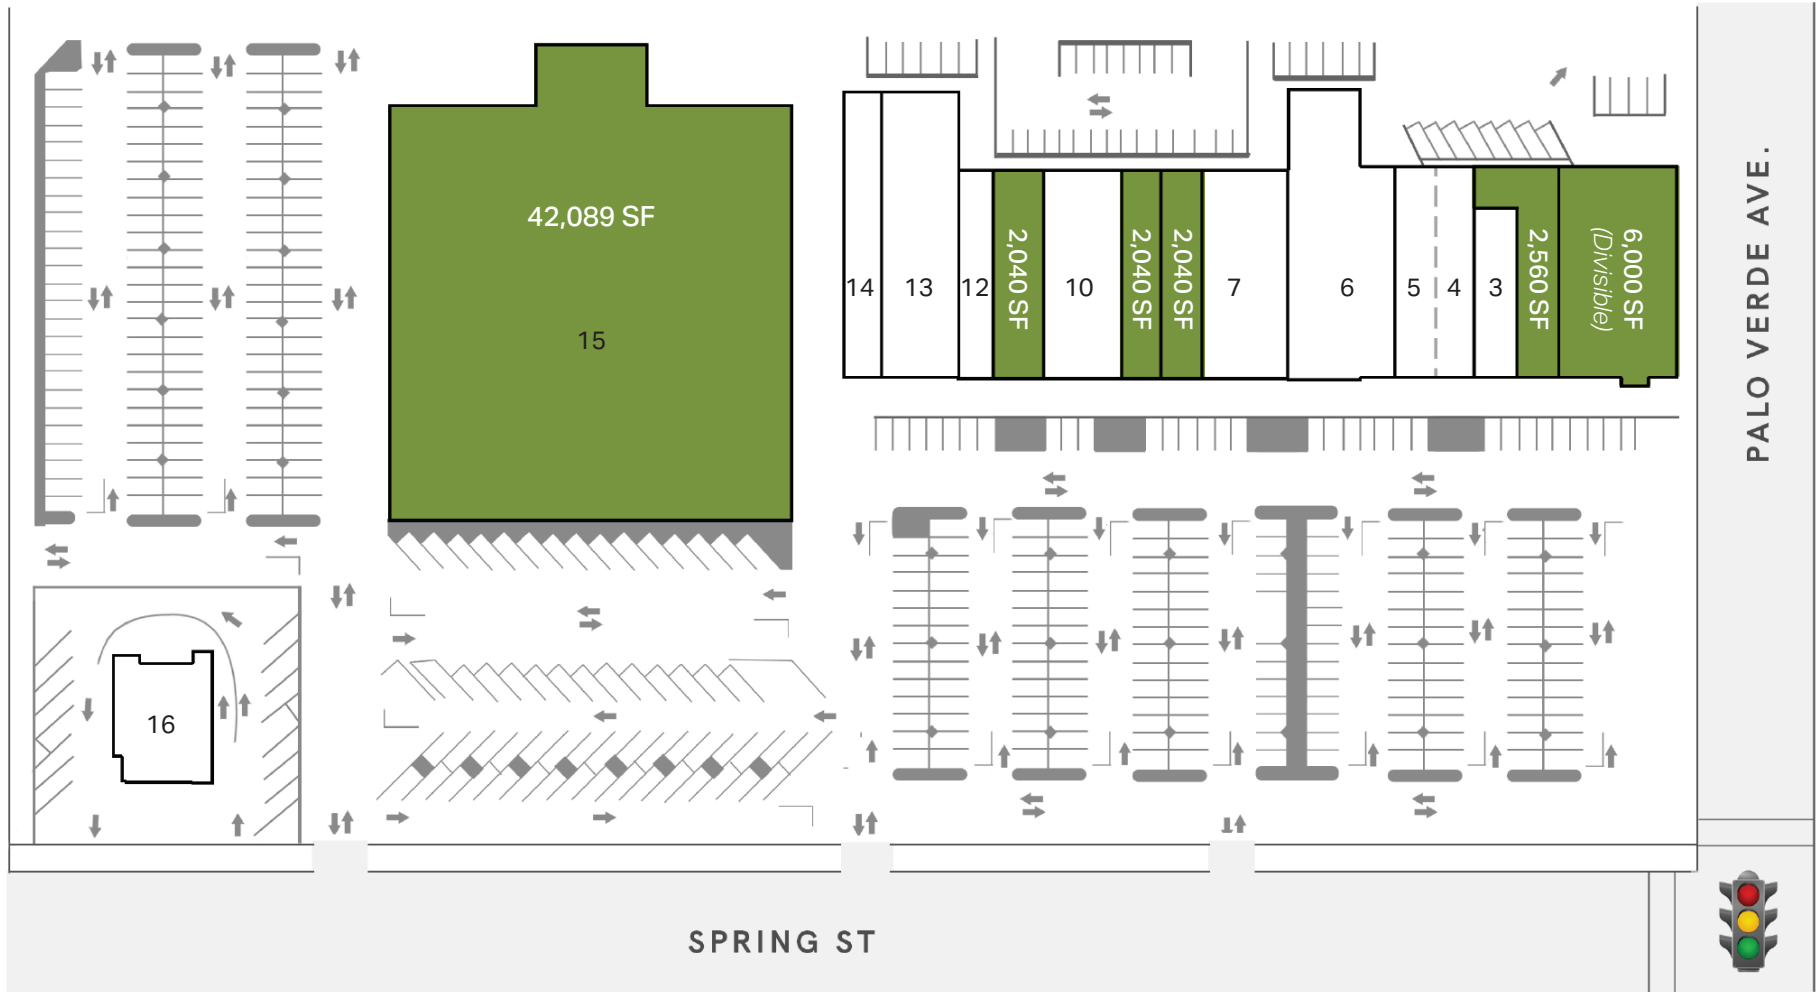 42,089 SF
15
14
13
12
2,040 SF
10
2,040 SF
2,040 SF
7
6
5
4
3
2,560 SF
6,000 SF
(Divisible)
PALO VERDE AVE.
16
SPRING ST